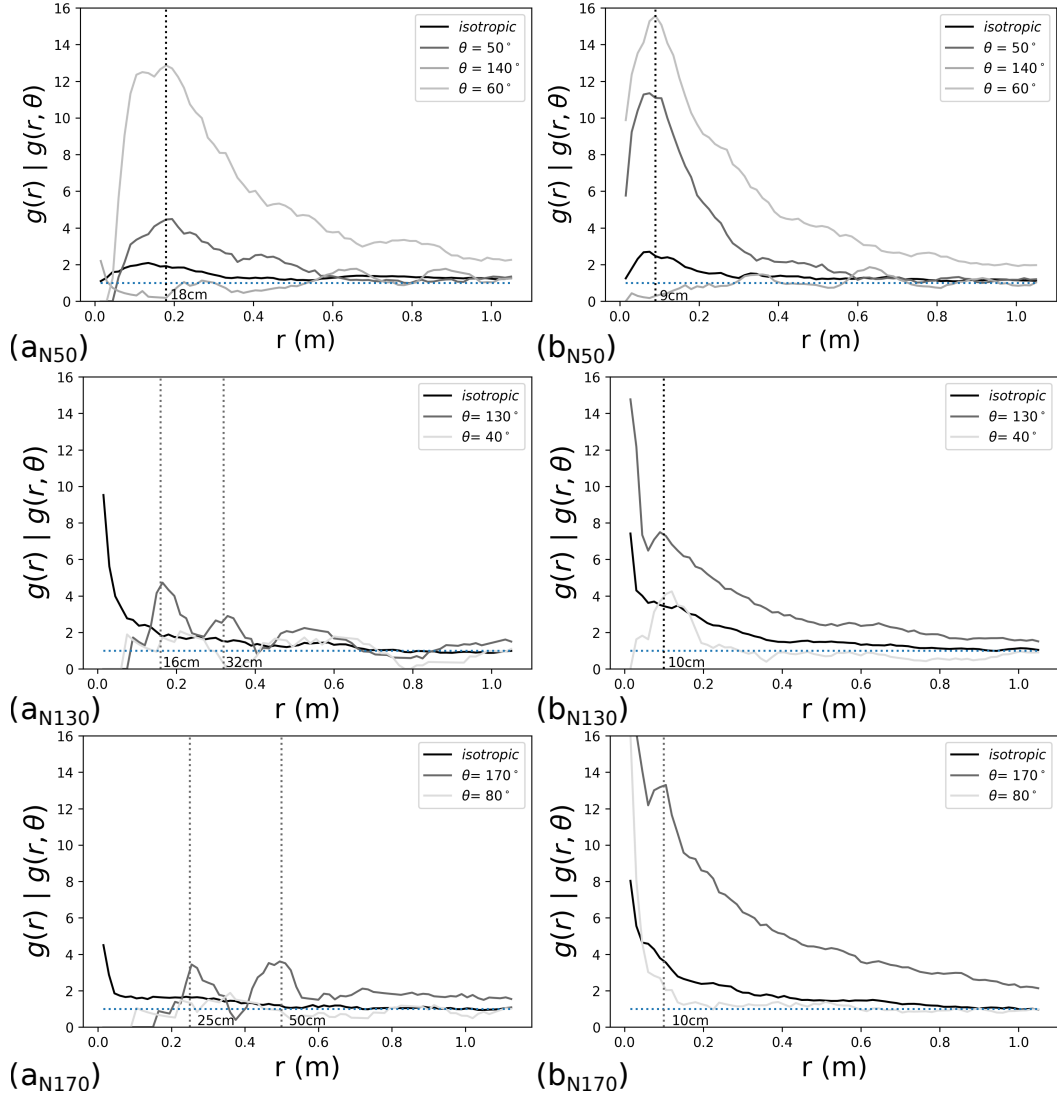 16
14
12
10
8
6
4
2
0
g(r) | g(r, θ)
isotropic
θ = 50°
θ = 140°
θ = 60°
18cm
0.0 0.2 0.4 0.6 0.8 1.0
r (m)
(aN50)
16
14
12
10
8
6
4
2
0
g(r) | g(r, θ)
isotropic
θ = 50°
θ = 140°
θ = 60°
9cm
0.0 0.2 0.4 0.6 0.8 1.0
r (m)
(bN50)
16
14
12
10
8
6
4
2
0
g(r) | g(r, θ)
isotropic
θ= 130°
θ= 40°
16cm 32cm
0.0 0.2 0.4 0.6 0.8 1.0
r (m)
(aN130)
16
14
12
10
8
6
4
2
0
g(r) | g(r, θ)
isotropic
θ= 130°
θ= 40°
10cm
0.0 0.2 0.4 0.6 0.8 1.0
r (m)
(bN130)
16
14
12
10
8
6
4
2
0
g(r) | g(r, θ)
isotropic
θ= 170°
θ= 80°
25cm 50cm
0.0 0.2 0.4 0.6 0.8 1.0
r (m)
(aN170)
16
14
12
10
8
6
4
2
0
g(r) | g(r, θ)
isotropic
θ= 170°
θ= 80°
10cm
0.0 0.2 0.4 0.6 0.8 1.0
r (m)
(bN170)